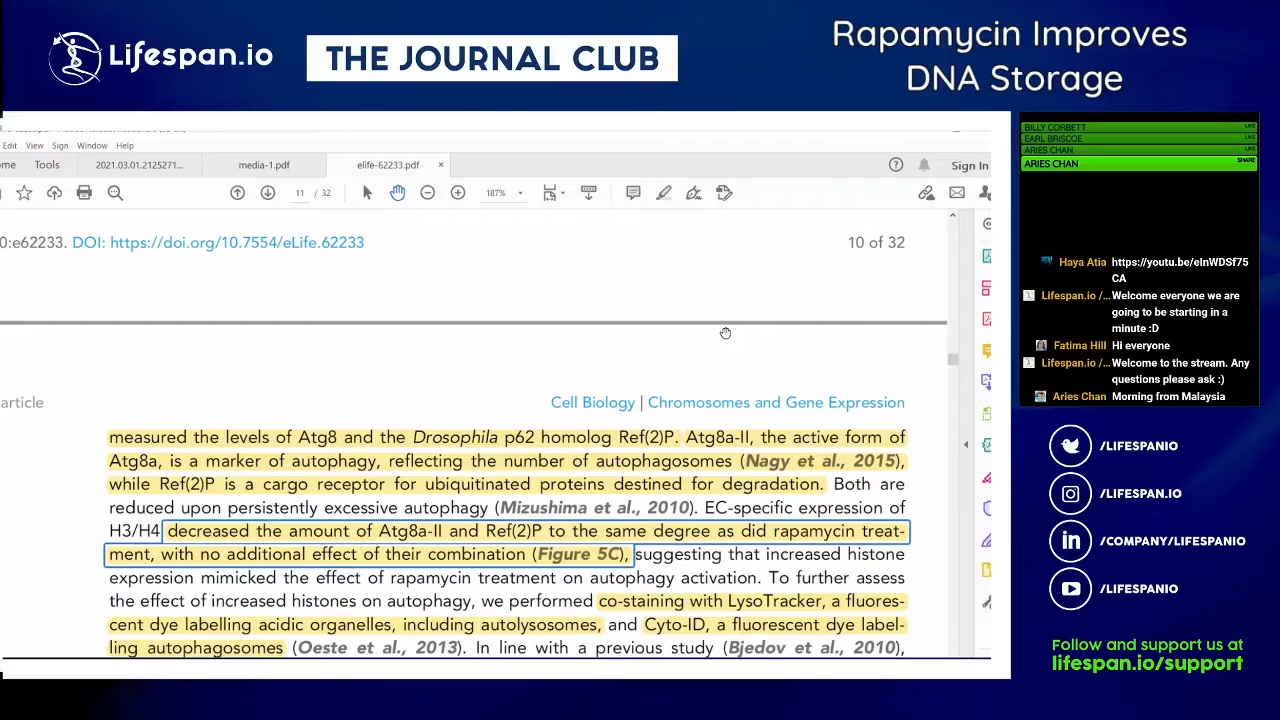 Lifespan.io
THE JOURNAL CLUB
Rapamycin Improves
DNA Storage
Edit View Sign Window Help
Tools
2021.03.01.2125271...
media-1.pdf
elife-62233.pdf ×
Sign In
11 / 32
187%
0:e62233. DOI: https://doi.org/10.7554/eLife.62233
10 of 32
article
Cell Biology | Chromosomes and Gene Expression
measured the levels of Atg8 and the Drosophila p62 homolog Ref(2)P. Atg8a-II, the active form of
Atg8a, is a marker of autophagy, reflecting the number of autophagosomes (Nagy et al., 2015),
while Ref(2)P is a cargo receptor for ubiquitinated proteins destined for degradation. Both are
reduced upon persistently excessive autophagy (Mizushima et al., 2010). EC-specific expression of
H3/H4 decreased the amount of Atg8a-II and Ref(2)P to the same degree as did rapamycin treat-
ment, with no additional effect of their combination (Figure 5C), suggesting that increased histone
expression mimicked the effect of rapamycin treatment on autophagy activation. To further assess
the effect of increased histones on autophagy, we performed co-staining with LysoTracker, a fluores-
cent dye labelling acidic organelles, including autolysosomes, and Cyto-ID, a fluorescent dye label-
ling autophagosomes (Oeste et al., 2013). In line with a previous study (Bjedov et al., 2010),
BILLY CORBETT LIKE
EARL BRISCOE LIKE
ARIES CHAN LIKE
ARIES CHAN SHARE
Haya Atia https://youtu.be/eInWDSf75
CA
Lifespan.io /... Welcome everyone we are
going to be starting in a
minute :D
Fatima Hill Hi everyone
Lifespan.io /... Welcome to the stream. Any
questions please ask :)
Aries Chan Morning from Malaysia
/LIFESPANIO
/LIFESPAN.IO
/COMPANY/LIFESPANIO
/LIFESPANIO
Follow and support us at
lifespan.io/support